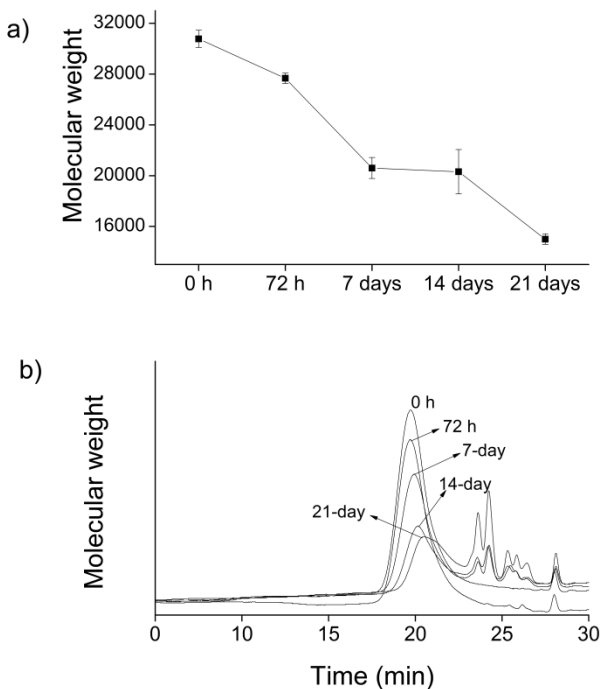 a)
Molecular weight
32000
28000
24000
20000
16000
0 h 72 h 7 days 14 days 21 days
b)
Molecular weight
0 h
72 h
7-day
14-day
21-day
0 10 15 20 25 30
Time (min)